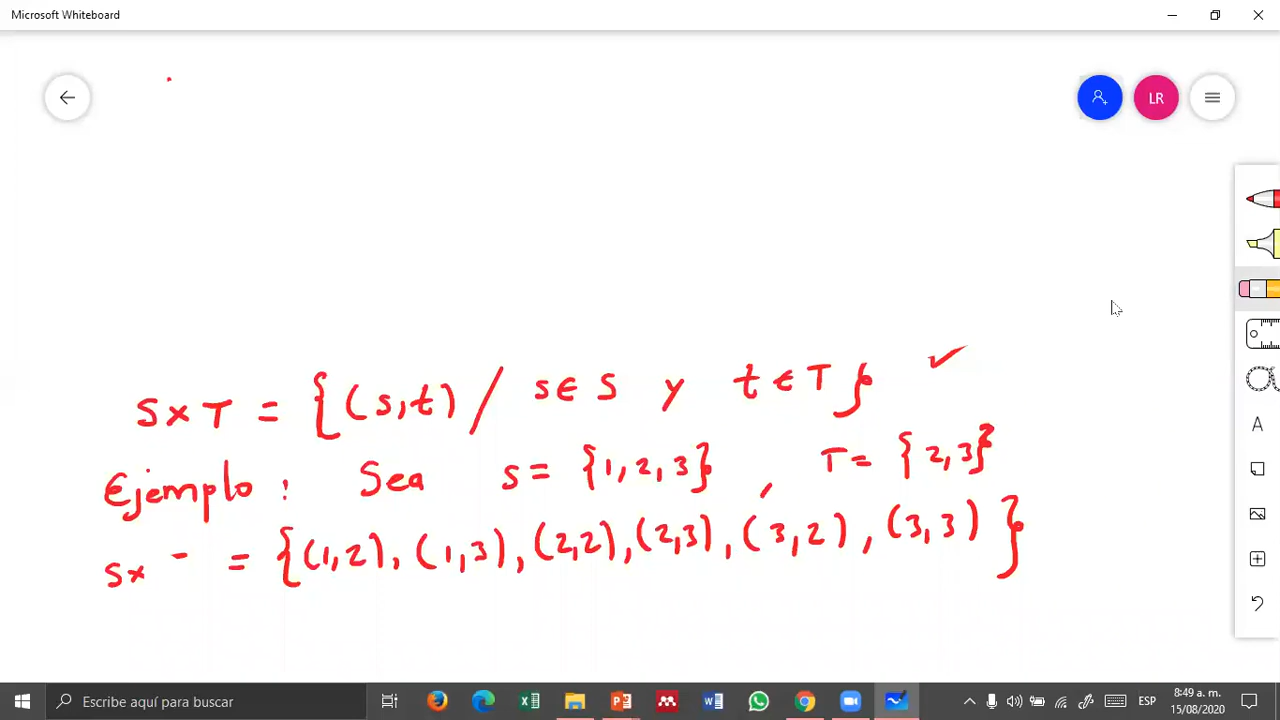 Microsoft Whiteboard
LR
S x T = {(s,t) / s ∈ S y t ∈ T}
Ejemplo : Sea S = {1, 2, 3} T = {2, 3}
S x = {(1,2), (1,3), (2,2), (2,3), (3,2), (3,3)}
A
Escribe aquí para buscar
ESP
8:49 a. m.
15/08/2020